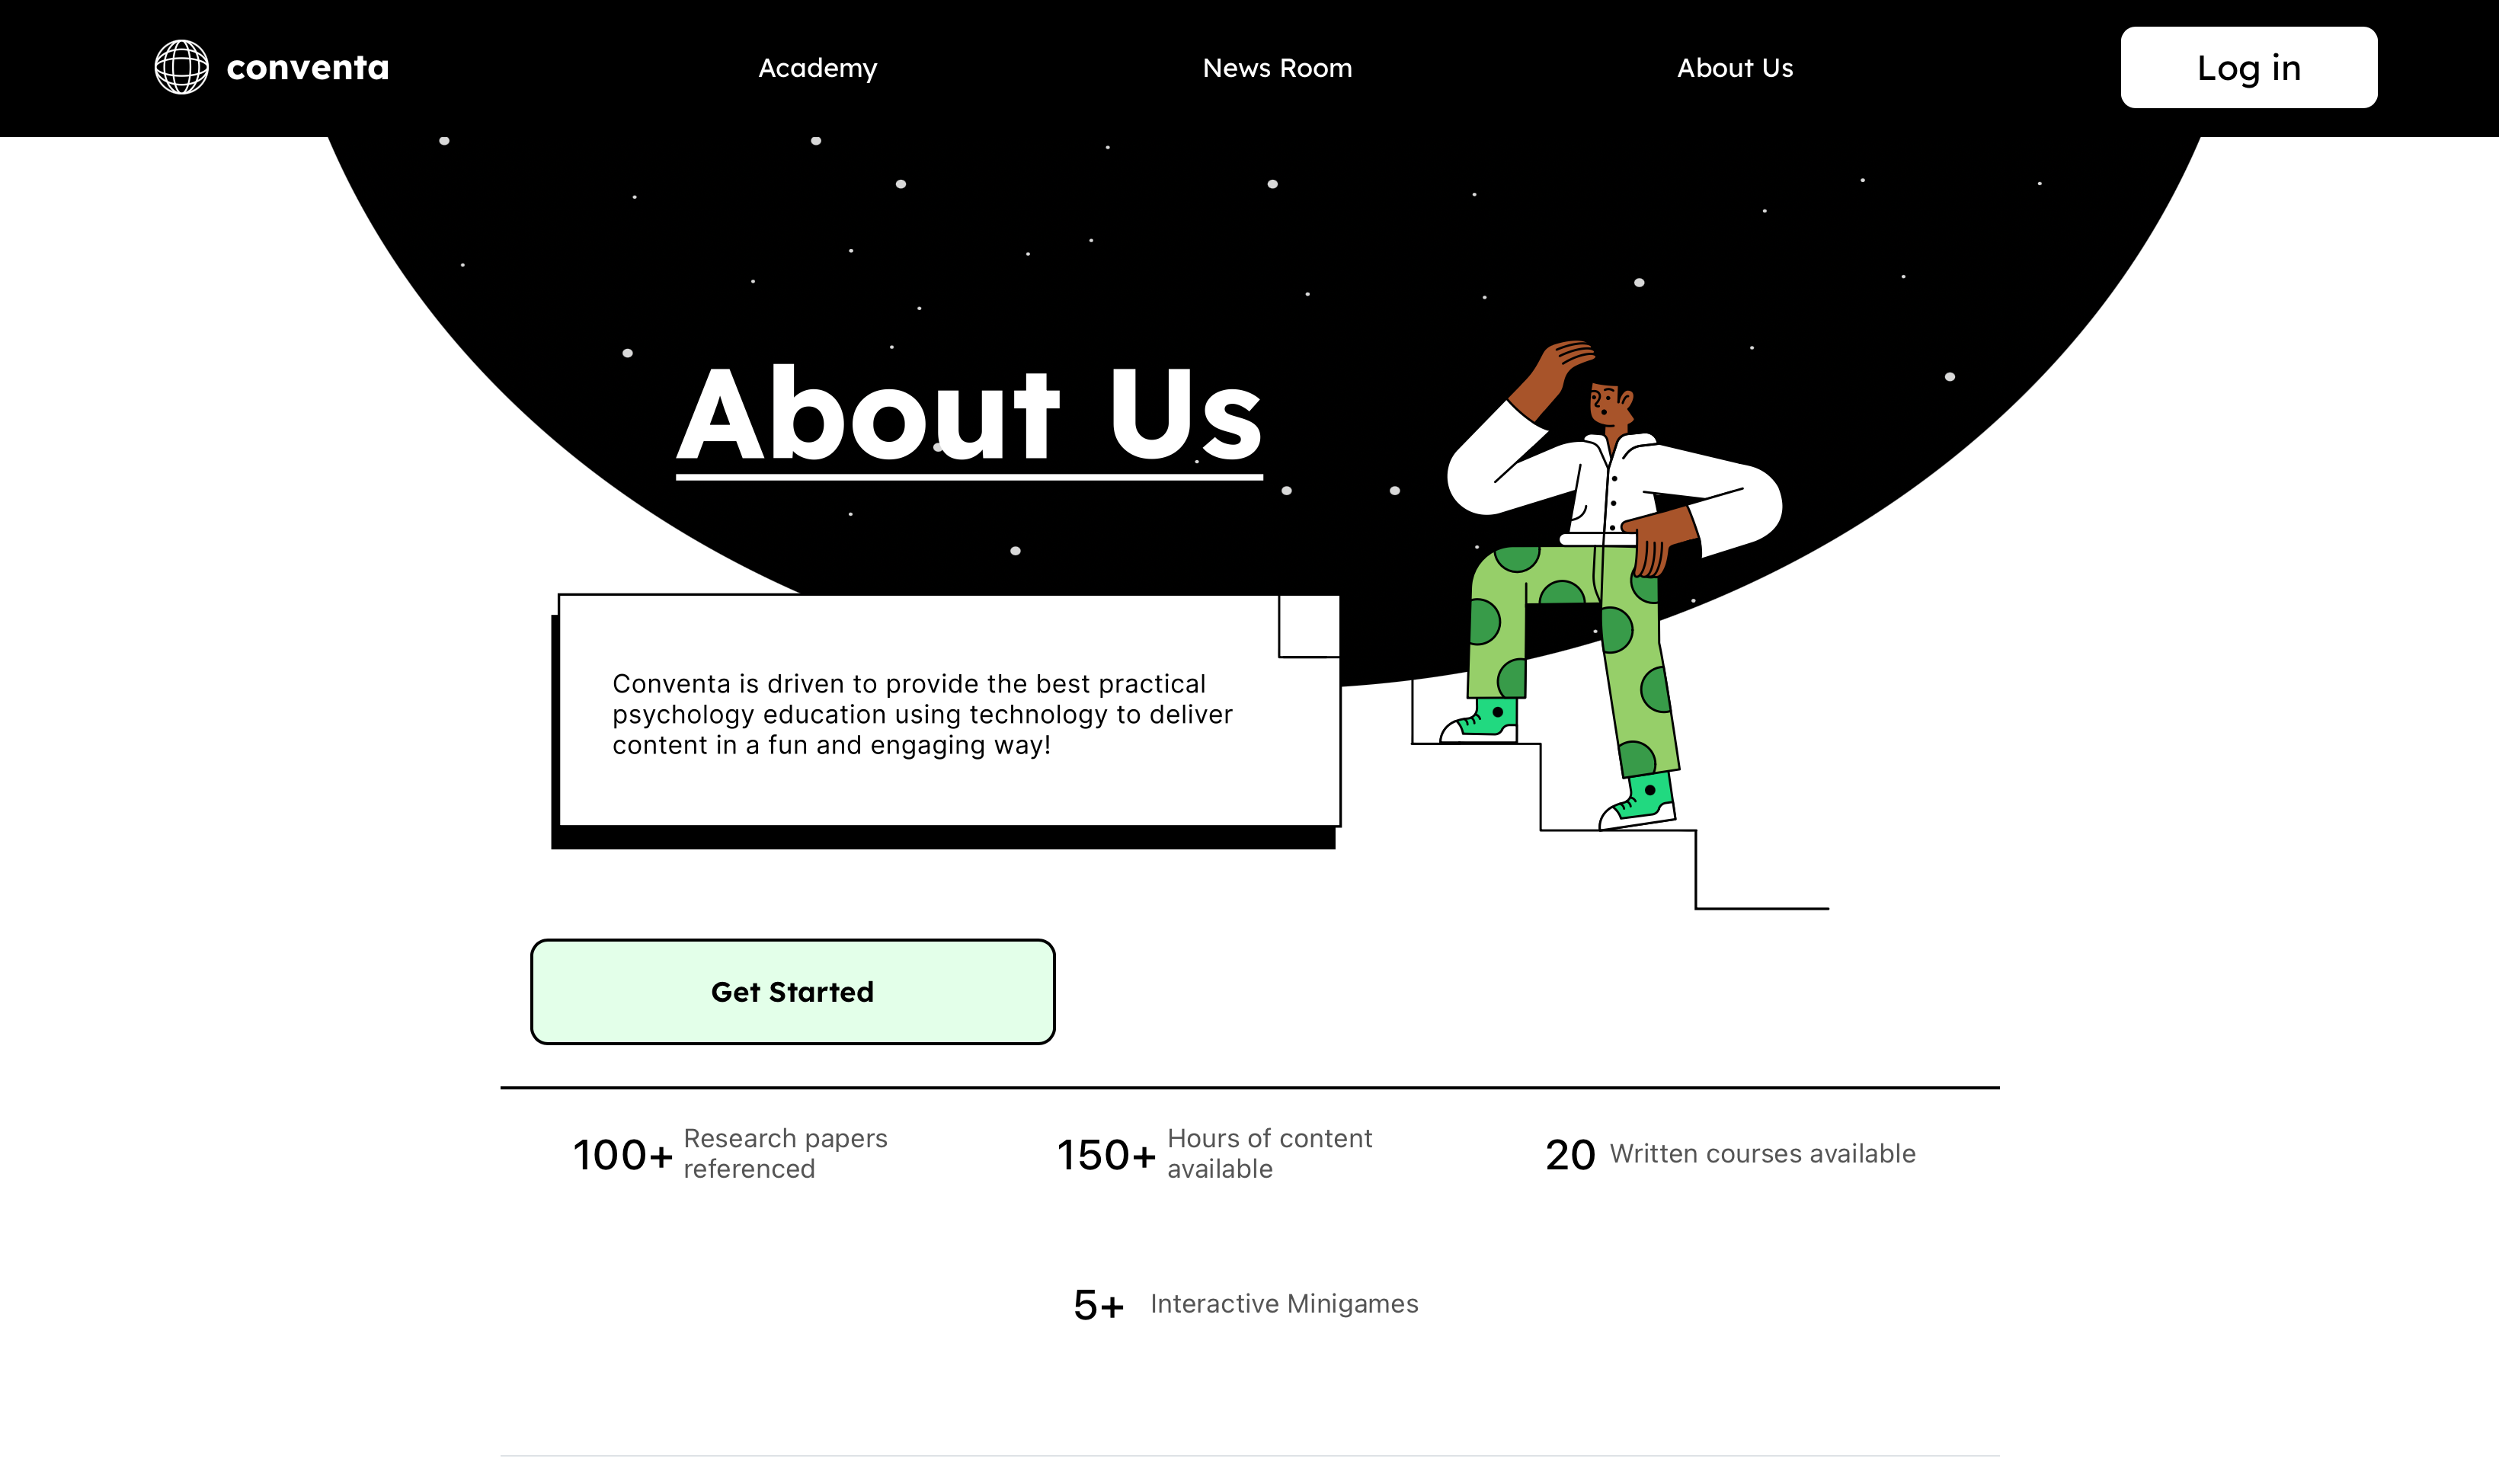 conventa
Academy
News Room
About Us
Log in
About Us
Conventa is driven to provide the best practical
psychology education using technology to deliver
content in a fun and engaging way!
Get Started
100+
Research papers
referenced
150+
Hours of content
available
20
Written courses available
5+
Interactive Minigames